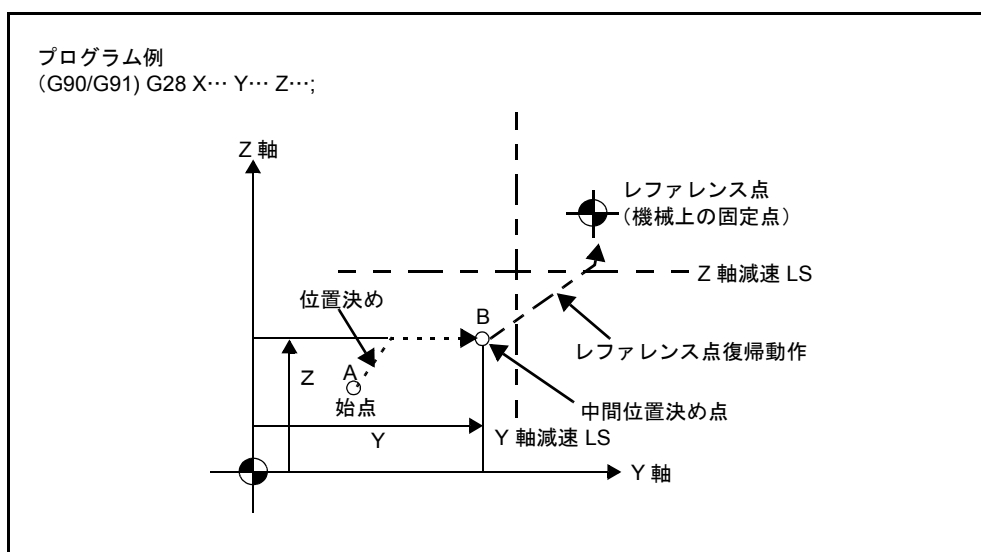 プログラム例
(G90/G91) G28 X… Y… Z…;
Z 軸
レファレンス点
(機械上の固定点)
Z 軸減速 LS
位置決め
B
レファレンス点復帰動作
A
Z
始点
中間位置決め点
Y
Y 軸減速 LS
Y 軸